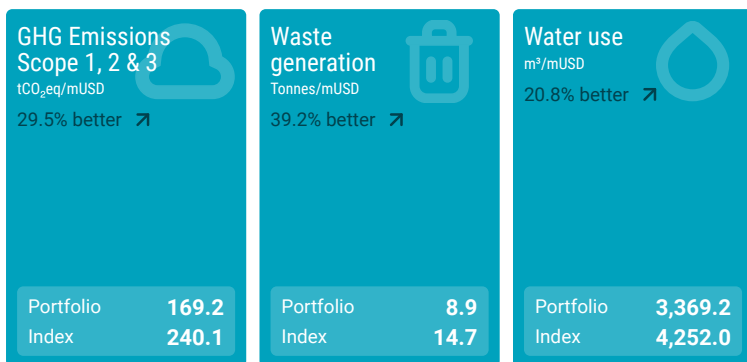 GHG Emissions
Scope 1, 2 & 3
tCO₂eq/mUSD
29.5% better
Portfolio 169.2
Index 240.1
Waste
generation
Tonnes/mUSD
39.2% better
Portfolio 8.9
Index 14.7
Water use
m³/mUSD
20.8% better
Portfolio 3,369.2
Index 4,252.0